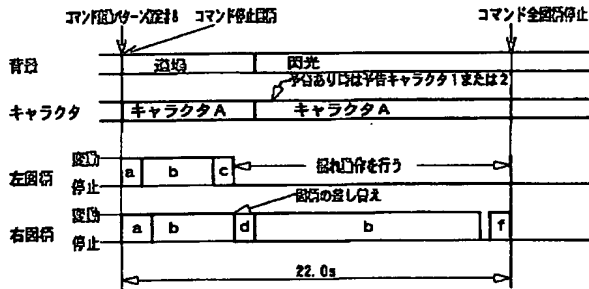 コマンド変動パターン指定8
コマンド停止図柄
コマンド全図柄停止
背景
道場
閃光
予告あり時は予告キャラクタ1または2
キャラクタ
キャラクタA
キャラクタA
変動
左図柄
停止
a
b
c
揺れ動作を行う
図柄の差し替え
変動
右図柄
停止
a
b
d
b
f
22.0s